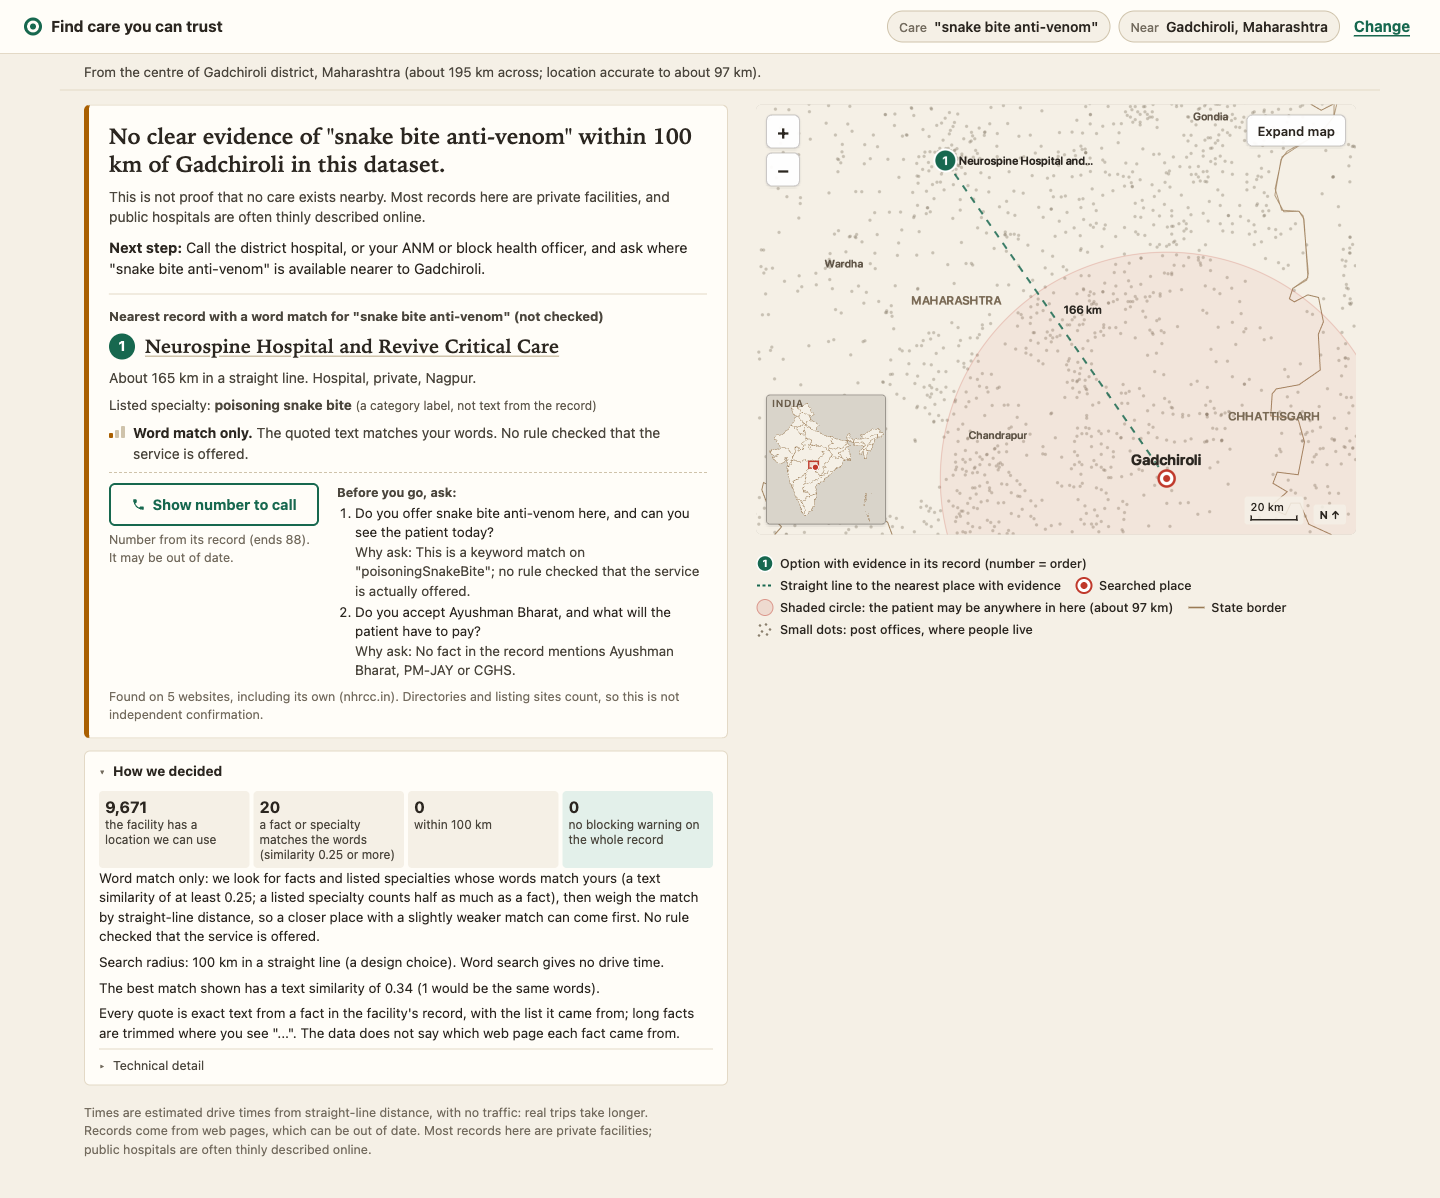 Find care you can trust
Care "snake bite anti-venom"
Near Gadchiroli, Maharashtra
Change
From the centre of Gadchiroli district, Maharashtra (about 195 km across; location accurate to about 97 km).
No clear evidence of "snake bite anti-venom" within 100
km of Gadchiroli in this dataset.
This is not proof that no care exists nearby. Most records here are private facilities, and
public hospitals are often thinly described online.
Next step: Call the district hospital, or your ANM or block health officer, and ask where
"snake bite anti-venom" is available nearer to Gadchiroli.
Nearest record with a word match for "snake bite anti-venom" (not checked)
1 Neurospine Hospital and Revive Critical Care
About 165 km in a straight line. Hospital, private, Nagpur.
Listed specialty: poisoning snake bite (a category label, not text from the record)
Word match only. The quoted text matches your words. No rule checked that the
service is offered.
Show number to call
Number from its record (ends 88).
It may be out of date.
Before you go, ask:
1. Do you offer snake bite anti-venom here, and can you
see the patient today?
Why ask: This is a keyword match on
"poisoningSnakeBite"; no rule checked that the service
is actually offered.
2. Do you accept Ayushman Bharat, and what will the
patient have to pay?
Why ask: No fact in the record mentions Ayushman
Bharat, PM-JAY or CGHS.
Found on 5 websites, including its own (nhrcc.in). Directories and listing sites count, so this is not
independent confirmation.
How we decided
9,671
the facility has a
location we can use
20
a fact or specialty
matches the words
(similarity 0.25 or more)
0
within 100 km
0
no blocking warning on
the whole record
Word match only: we look for facts and listed specialties whose words match yours (a text
similarity of at least 0.25; a listed specialty counts half as much as a fact), then weigh the match
by straight-line distance, so a closer place with a slightly weaker match can come first. No rule
checked that the service is offered.
Search radius: 100 km in a straight line (a design choice). Word search gives no drive time.
The best match shown has a text similarity of 0.34 (1 would be the same words).
Every quote is exact text from a fact in the facility's record, with the list it came from; long facts
are trimmed where you see "...". The data does not say which web page each fact came from.
Technical detail
Times are estimated drive times from straight-line distance, with no traffic: real trips take longer.
Records come from web pages, which can be out of date. Most records here are private facilities;
public hospitals are often thinly described online.
+
−
Gondia
Expand map
1 Neurospine Hospital and...
Wardha
MAHARASHTRA
166 km
INDIA
CHHATTISGARH
Chandrapur
Gadchiroli
20 km
N ↑
1 Option with evidence in its record (number = order)
Straight line to the nearest place with evidence
Searched place
Shaded circle: the patient may be anywhere in here (about 97 km)
State border
Small dots: post offices, where people live